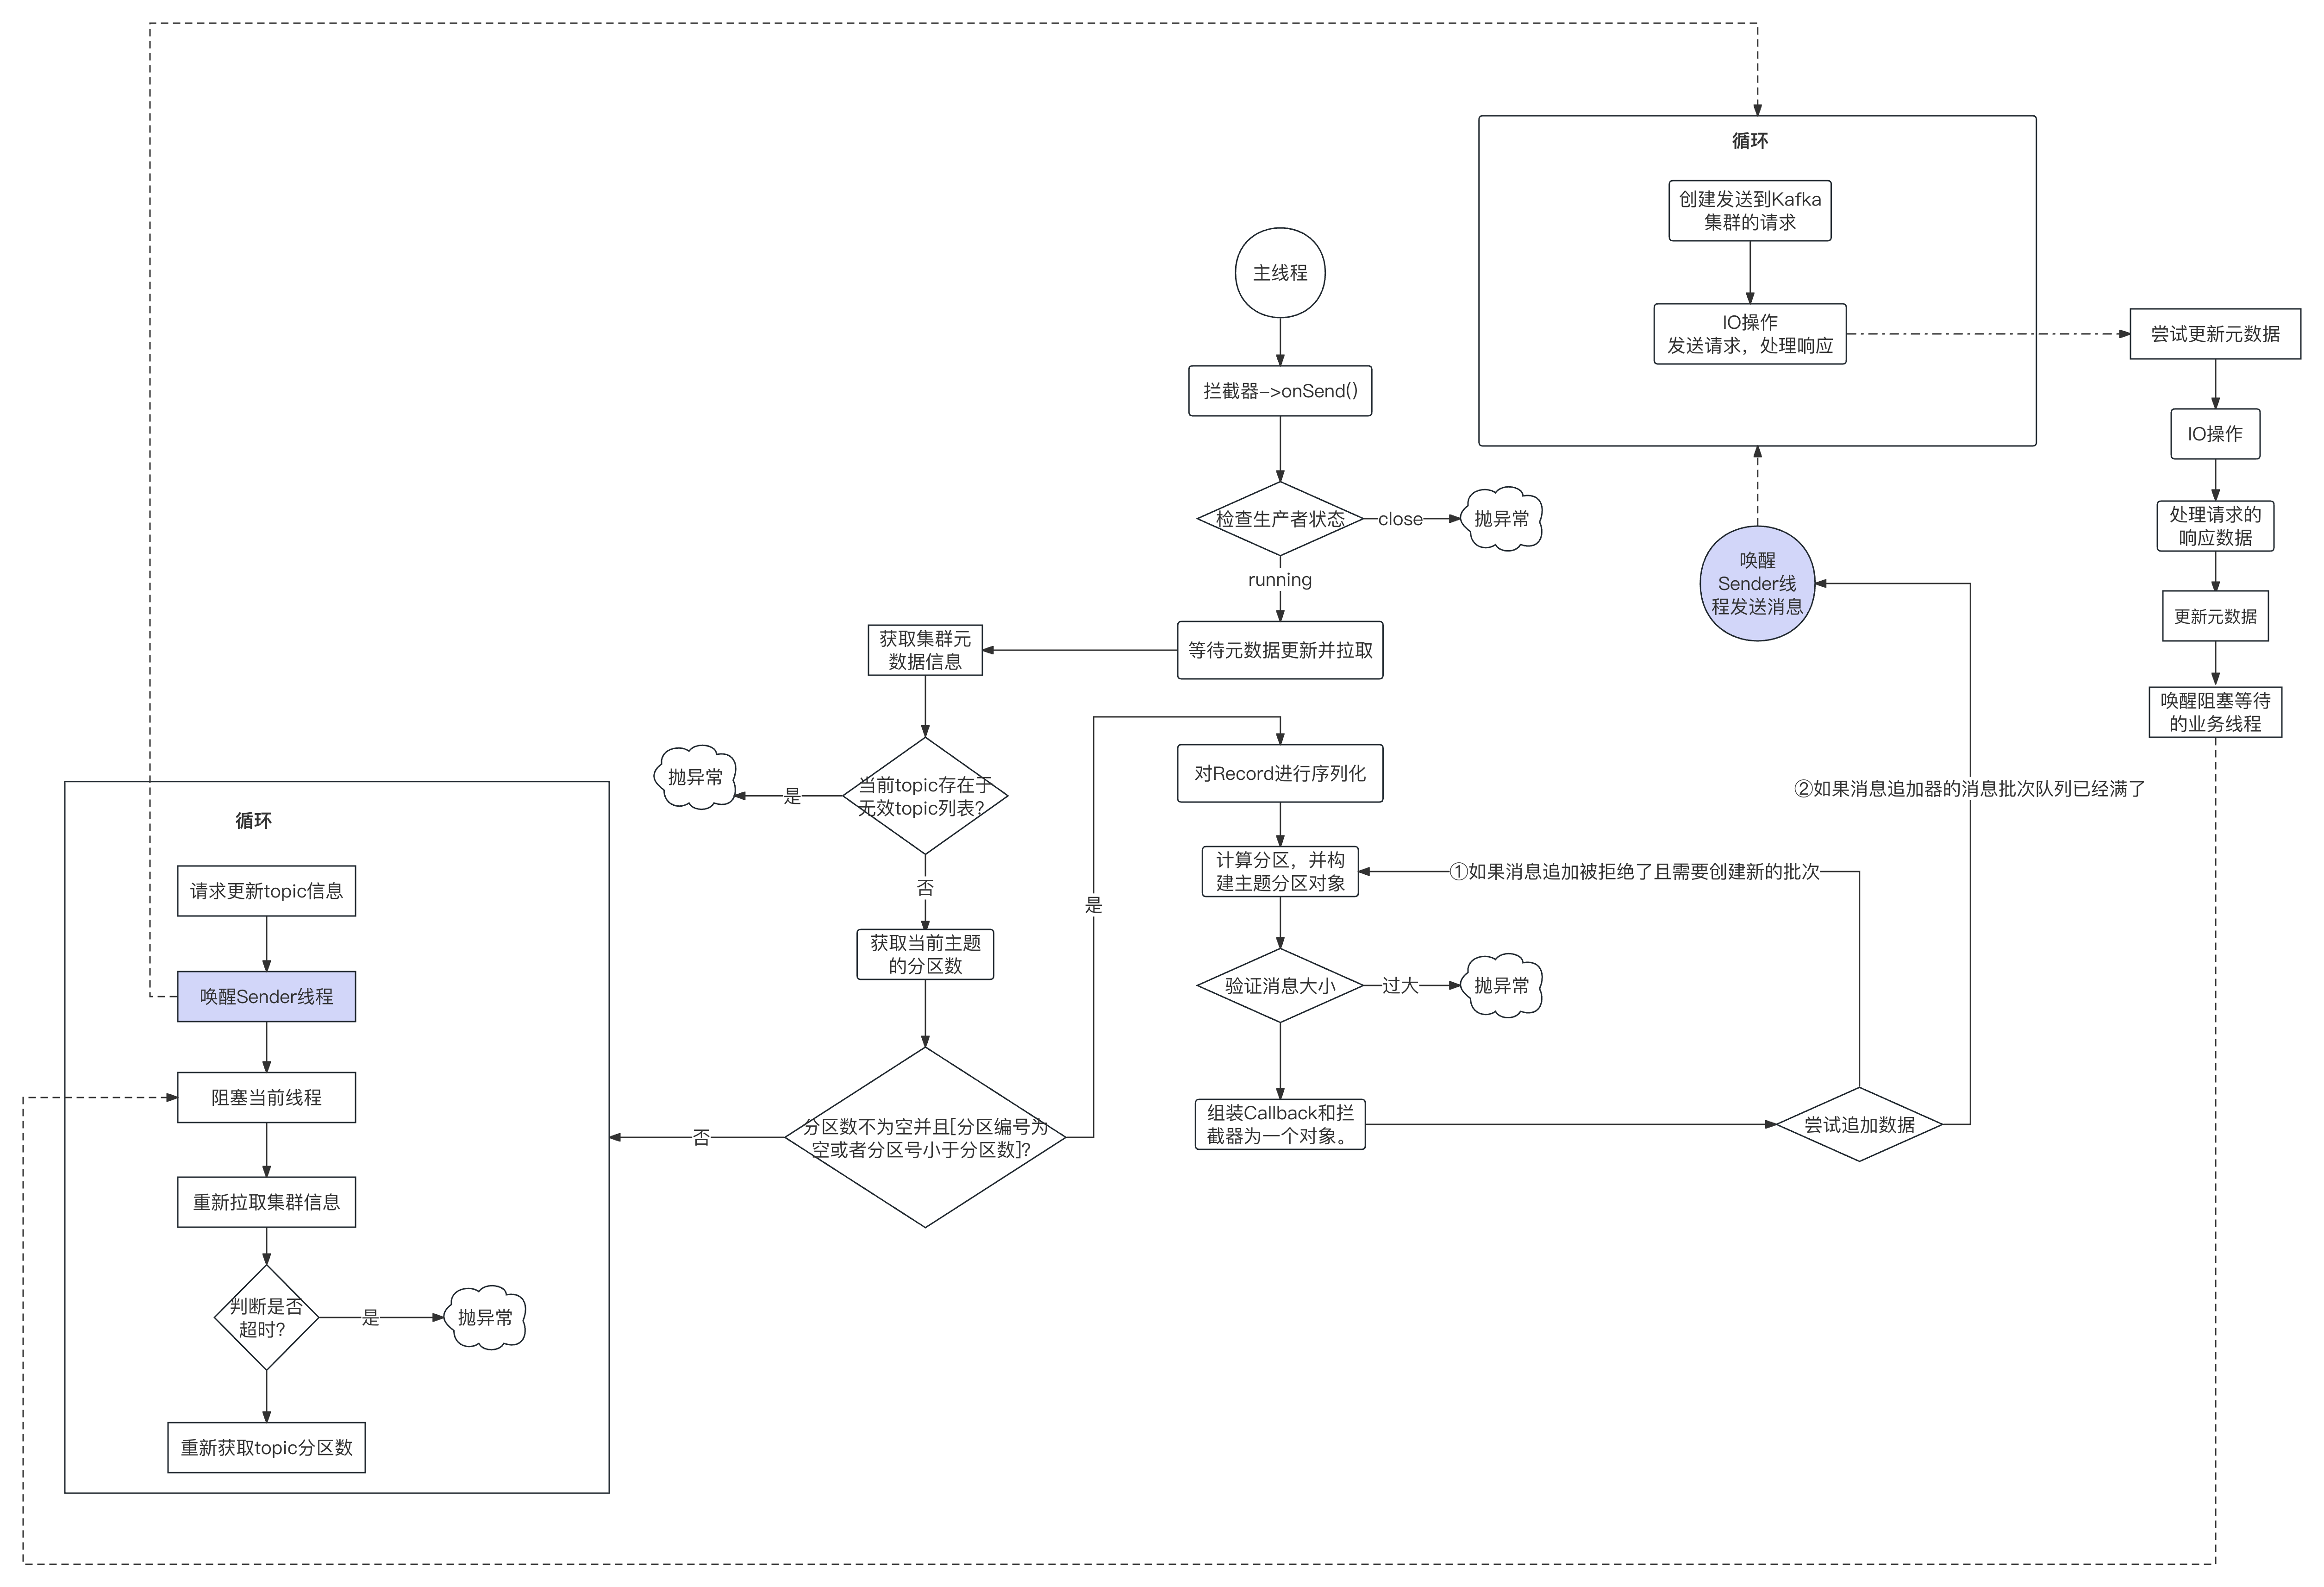 循环
创建发送到Kafka
集群的请求
IO操作
发送请求，处理响应
主线程
拦截器->onSend()
检查生产者状态
close
抛异常
running
等待元数据更新并拉取
获取集群元
数据信息
当前topic存在于
无效topic列表?
是
抛异常
否
获取当前主题
的分区数
分区数不为空并且[分区编号为
空或者分区号小于分区数]?
否
是
循环
请求更新topic信息
唤醒Sender线程
阻塞当前线程
重新拉取集群信息
判断是否
超时?
是
抛异常
重新获取topic分区数
对Record进行序列化
计算分区，并构
建主题分区对象
验证消息大小
过大
抛异常
组装Callback和拦
截器为一个对象。
尝试追加数据
①如果消息追加被拒绝了且需要创建新的批次
②如果消息追加器的消息批次队列已经满了
唤醒
Sender线
程发送消息
尝试更新元数据
IO操作
处理请求的
响应数据
更新元数据
唤醒阻塞等待
的业务线程